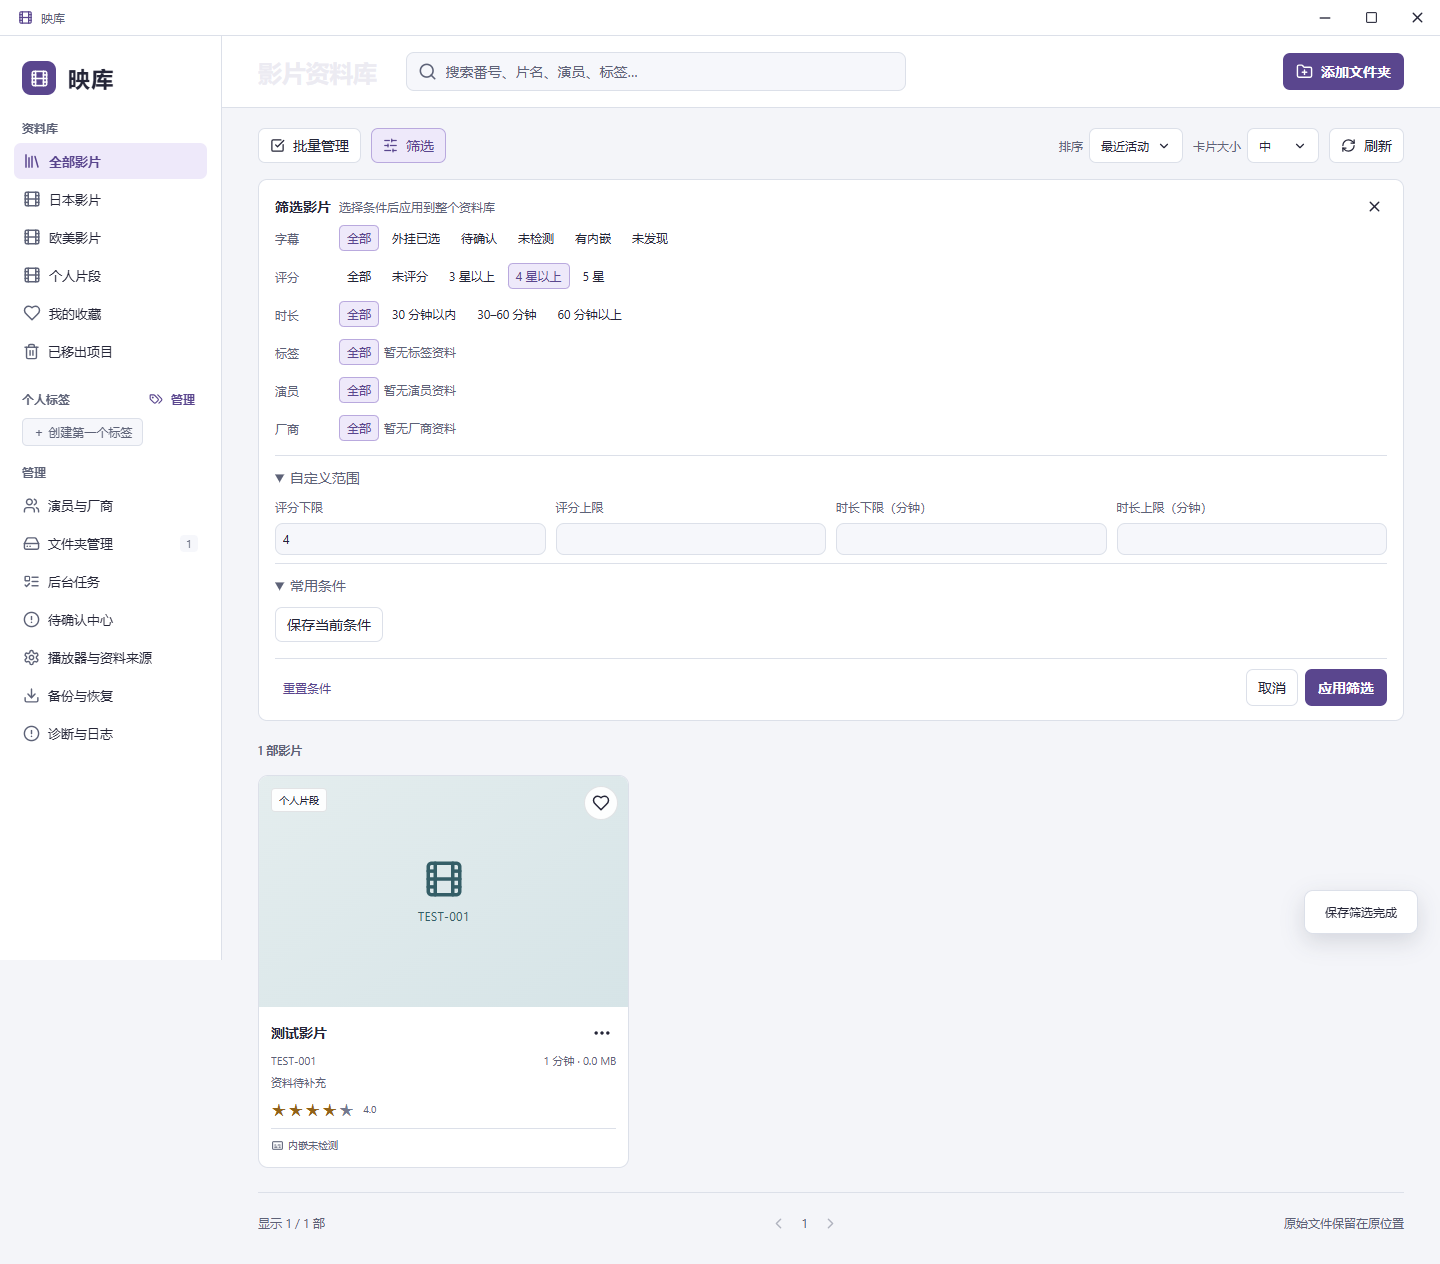 映库
映库
影片资料库
搜索番号、片名、演员、标签...
添加文件夹
资料库
全部影片
日本影片
欧美影片
个人片段
我的收藏
已移出项目
个人标签 管理
+ 创建第一个标签
管理
演员与厂商
文件夹管理 1
后台任务
待确认中心
播放器与资料来源
备份与恢复
诊断与日志
批量管理 筛选 排序 最近活动 卡片大小 中 刷新
筛选影片 选择条件后应用到整个资料库
字幕 全部 外挂已选 待确认 未检测 有内嵌 未发现
评分 全部 未评分 3 星以上 4 星以上 5 星
时长 全部 30 分钟以内 30–60 分钟 60 分钟以上
标签 全部 暂无标签资料
演员 全部 暂无演员资料
厂商 全部 暂无厂商资料
▼ 自定义范围
评分下限 评分上限 时长下限（分钟） 时长上限（分钟）
4
▼ 常用条件
保存当前条件
重置条件 取消 应用筛选
1 部影片
个人片段
TEST-001
测试影片
TEST-001 1 分钟 · 0.0 MB
资料待补充
★★★★★ 4.0
内嵌未检测
保存筛选完成
显示 1 / 1 部 1 原始文件保留在原位置